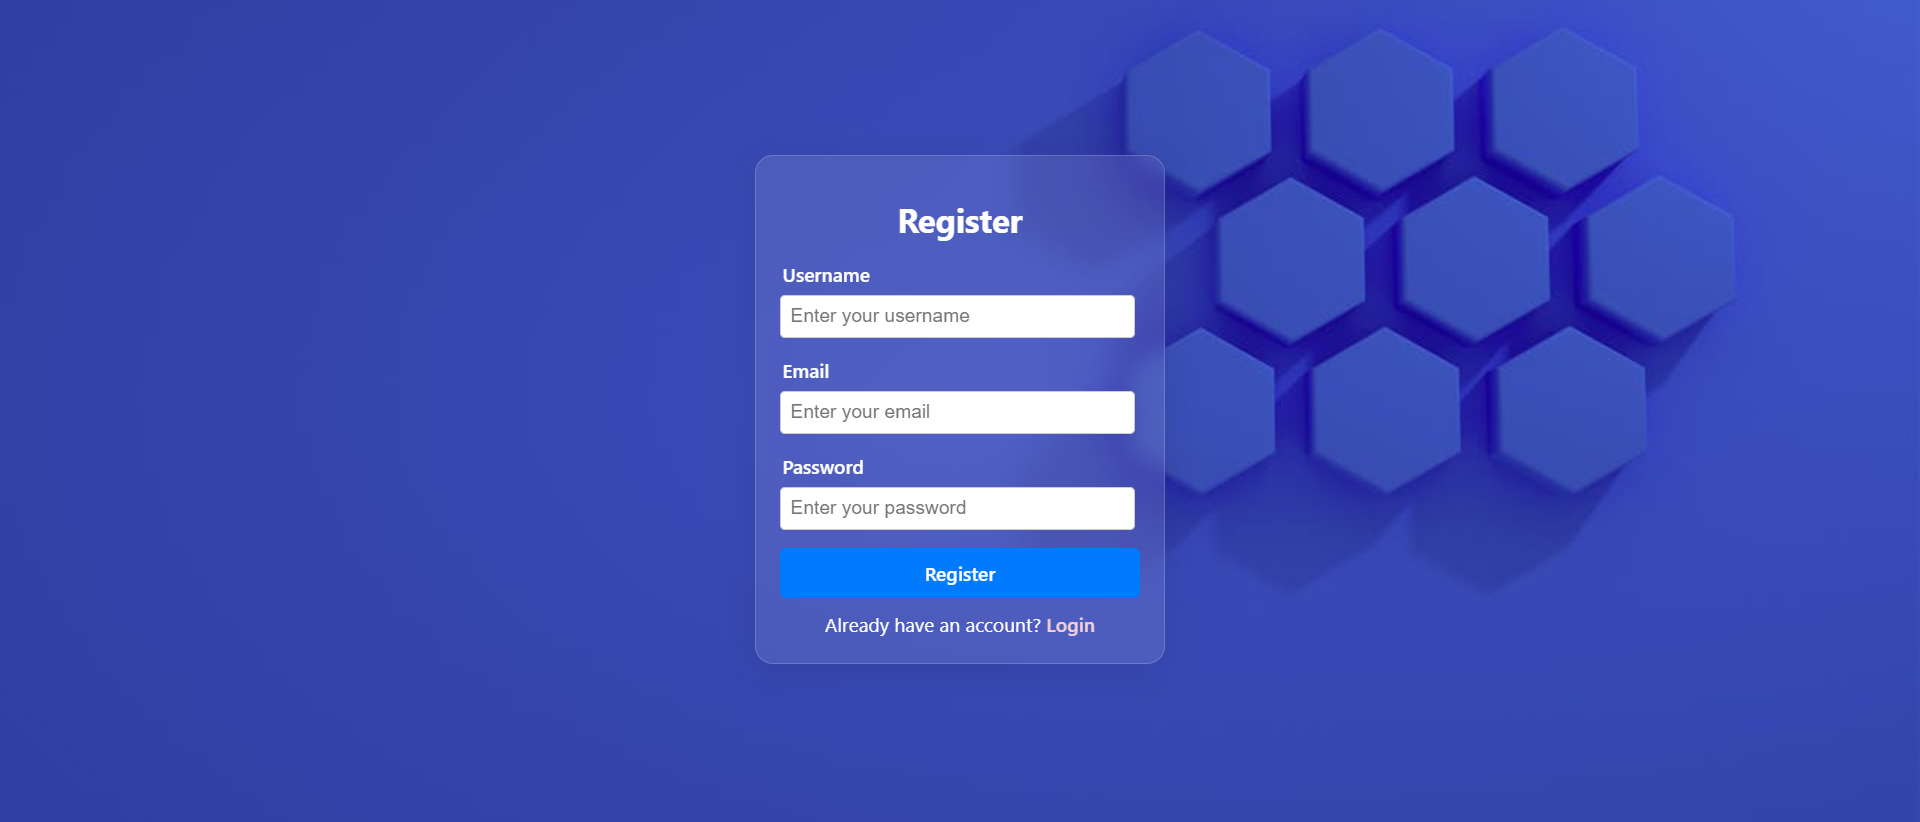 Register
Username
Enter your username
Email
Enter your email
Password
Enter your password
Register
Already have an account? Login